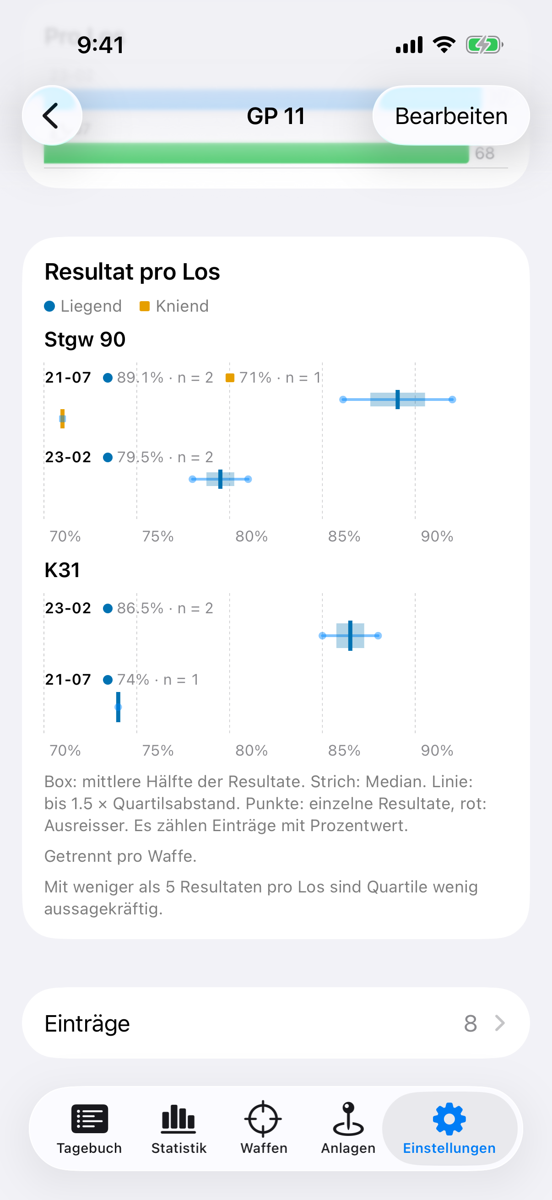 9:41
GP 11
Bearbeiten
68
Resultat pro Los
Liegend Kniend
Stgw 90
21-07 89.1% · n = 2 71% · n = 1
23-02 79.5% · n = 2
70% 75% 80% 85% 90%
K31
23-02 86.5% · n = 2
21-07 74% · n = 1
70% 75% 80% 85% 90%
Box: mittlere Hälfte der Resultate. Strich: Median. Linie:
bis 1.5 × Quartilsabstand. Punkte: einzelne Resultate, rot:
Ausreisser. Es zählen Einträge mit Prozentwert.
Getrennt pro Waffe.
Mit weniger als 5 Resultaten pro Los sind Quartile wenig
aussagekräftig.
Einträge 8
Tagebuch Statistik Waffen Anlagen Einstellungen